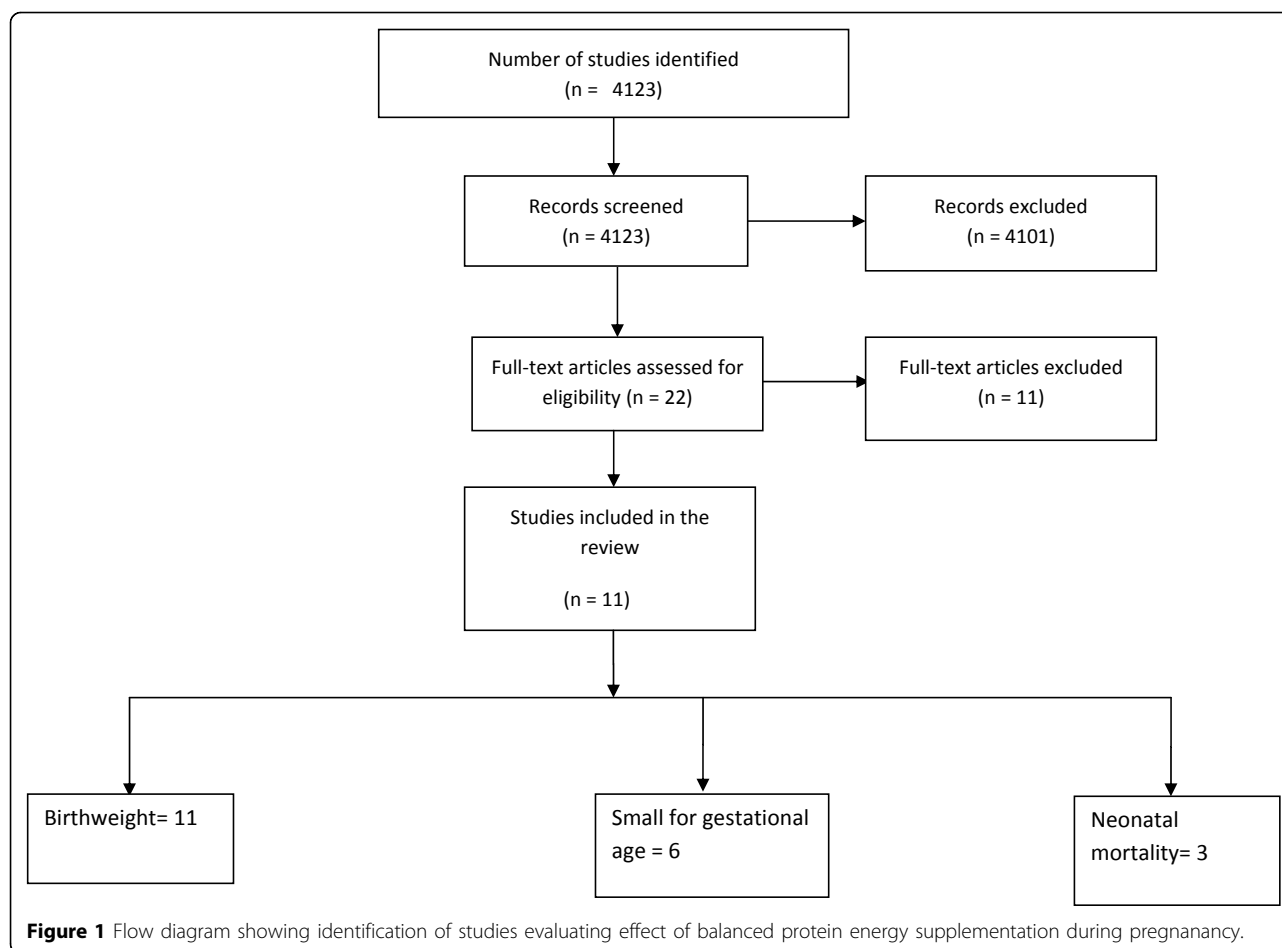 Number of studies identified
(n = 4123)
Records screened
(n = 4123)
Records excluded
(n = 4101)
Full-text articles assessed for
eligibility (n = 22)
Full-text articles excluded
(n = 11)
Studies included in the
review
(n = 11)
Birthweight= 11
Small for gestational
age = 6
Neonatal
mortality= 3
Figure 1 Flow diagram showing identification of studies evaluating effect of balanced protein energy supplementation during pregnanancy.